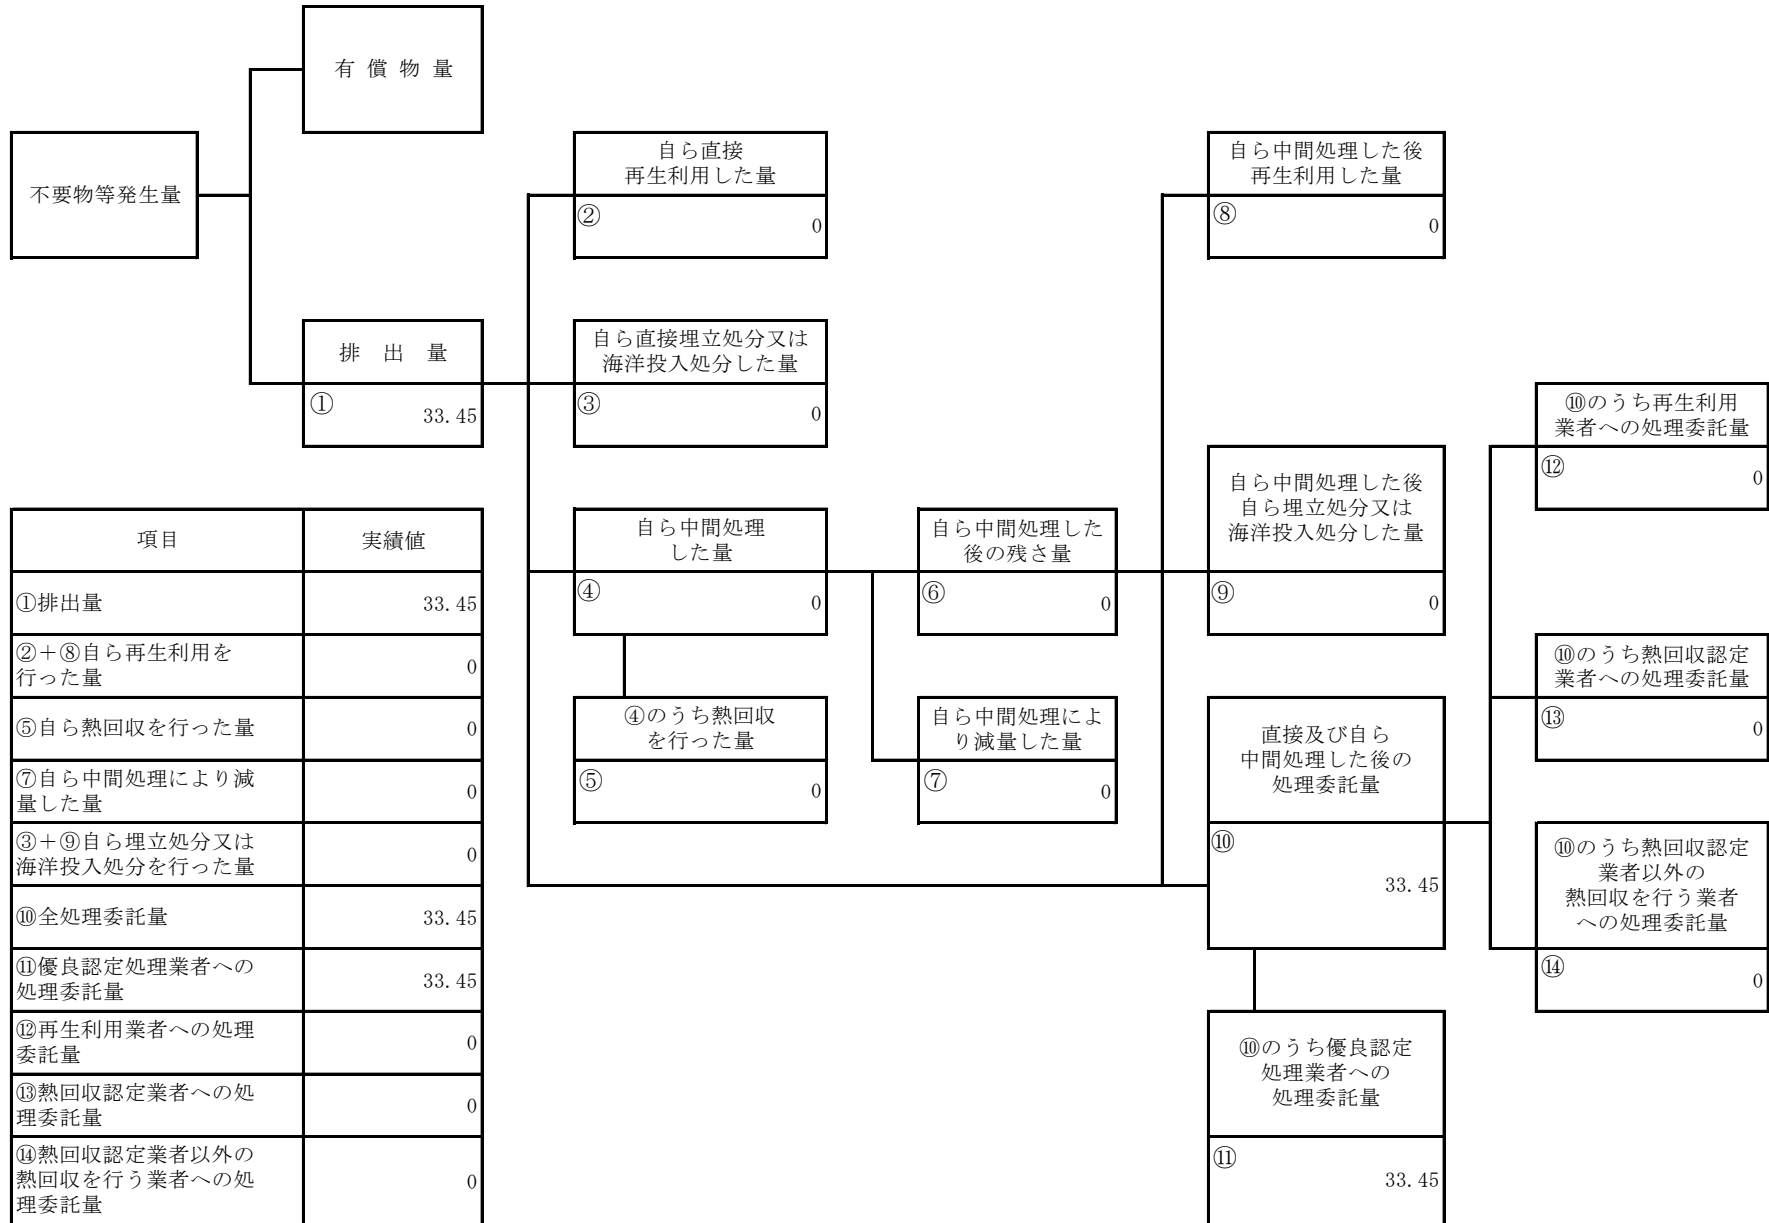 有 償 物 量
不要物等発生量
排 出 量
① 33.45
自ら直接
再生利用した量
② 0
自ら直接埋立処分又は
海洋投入処分した量
③ 0
自ら中間処理
した量
④ 0
④のうち熱回収
を行った量
⑤ 0
自ら中間処理した
後の残さ量
⑥ 0
自ら中間処理によ
り減量した量
⑦ 0
自ら中間処理した後
再生利用した量
⑧ 0
自ら中間処理した後
自ら埋立処分又は
海洋投入処分した量
⑨ 0
直接及び自ら
中間処理した後の
処理委託量
⑩
33.45
⑩のうち優良認定
処理業者への
処理委託量
⑪
33.45
⑩のうち再生利用
業者への処理委託量
⑫ 0
⑩のうち熱回収認定
業者への処理委託量
⑬ 0
⑩のうち熱回収認定
業者以外の
熱回収を行う業者
への処理委託量
⑭ 0
項目 実績値
①排出量 33.45
②+⑧自ら再生利用を
行った量 0
⑤自ら熱回収を行った量 0
⑦自ら中間処理により減
量した量 0
③+⑨自ら埋立処分又は
海洋投入処分を行った量 0
⑩全処理委託量 33.45
⑪優良認定処理業者への
処理委託量 33.45
⑫再生利用業者への処理
委託量 0
⑬熱回収認定業者への処
理委託量 0
⑭熱回収認定業者以外の
熱回収を行う業者への処
理委託量 0